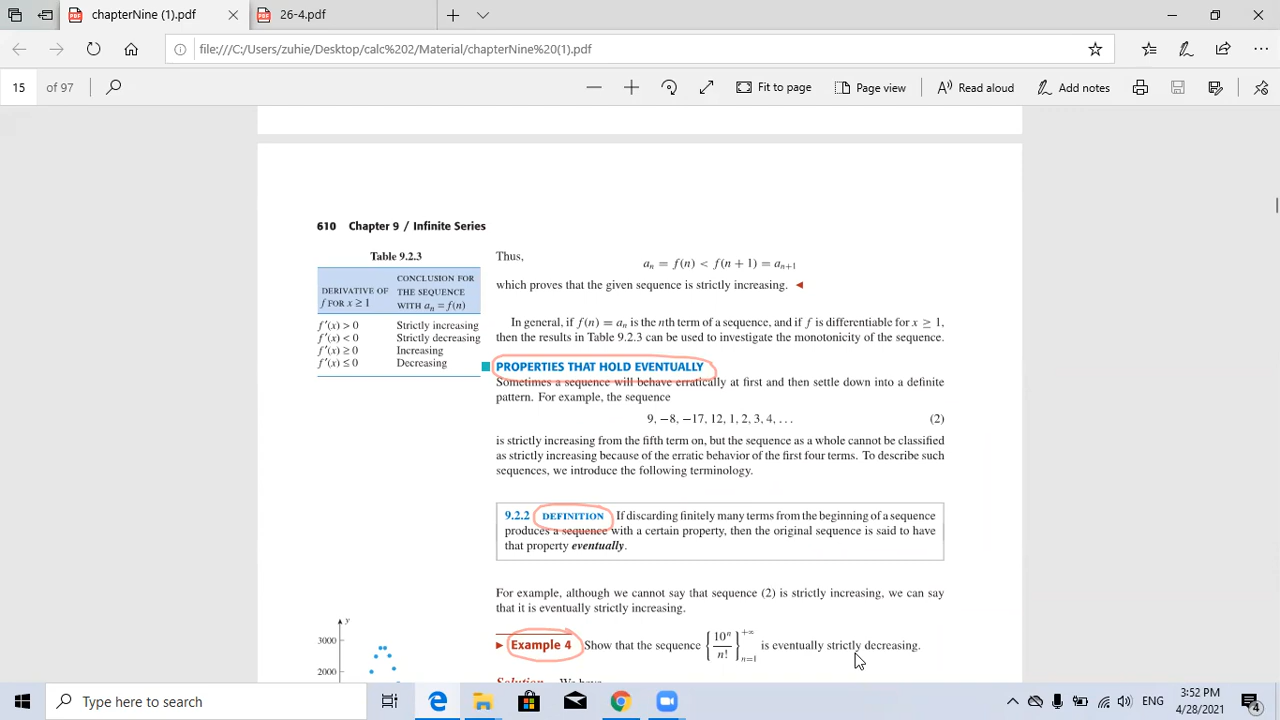 chapterNine (1).pdf
26-4.pdf
file:///C:/Users/zuhie/Desktop/calc%202/Material/chapterNine%20(1).pdf
15 of 97
Fit to page
Page view
Read aloud
Add notes
610 Chapter 9 / Infinite Series
Table 9.2.3
DERIVATIVE OF f FOR x ≥ 1
CONCLUSION FOR THE SEQUENCE WITH aₙ = f(n)
f′(x) > 0 Strictly increasing
f′(x) < 0 Strictly decreasing
f′(x) ≥ 0 Increasing
f′(x) ≤ 0 Decreasing
Thus,
aₙ = f(n) < f(n + 1) = aₙ₊₁
which proves that the given sequence is strictly increasing. ◄
In general, if f(n) = aₙ is the nth term of a sequence, and if f is differentiable for x ≥ 1,
then the results in Table 9.2.3 can be used to investigate the monotonicity of the sequence.
PROPERTIES THAT HOLD EVENTUALLY
Sometimes a sequence will behave erratically at first and then settle down into a definite
pattern. For example, the sequence
9, −8, −17, 12, 1, 2, 3, 4, . . . (2)
is strictly increasing from the fifth term on, but the sequence as a whole cannot be classified
as strictly increasing because of the erratic behavior of the first four terms. To describe such
sequences, we introduce the following terminology.
9.2.2 DEFINITION If discarding finitely many terms from the beginning of a sequence
produces a sequence with a certain property, then the original sequence is said to have
that property eventually.
For example, although we cannot say that sequence (2) is strictly increasing, we can say
that it is eventually strictly increasing.
► Example 4 Show that the sequence {10ⁿ/n!}ₙ₌₁^+∞ is eventually strictly decreasing.
Solution. We have
y
3000
2000
Type here to search
ENG
3:52 PM
4/28/2021
4